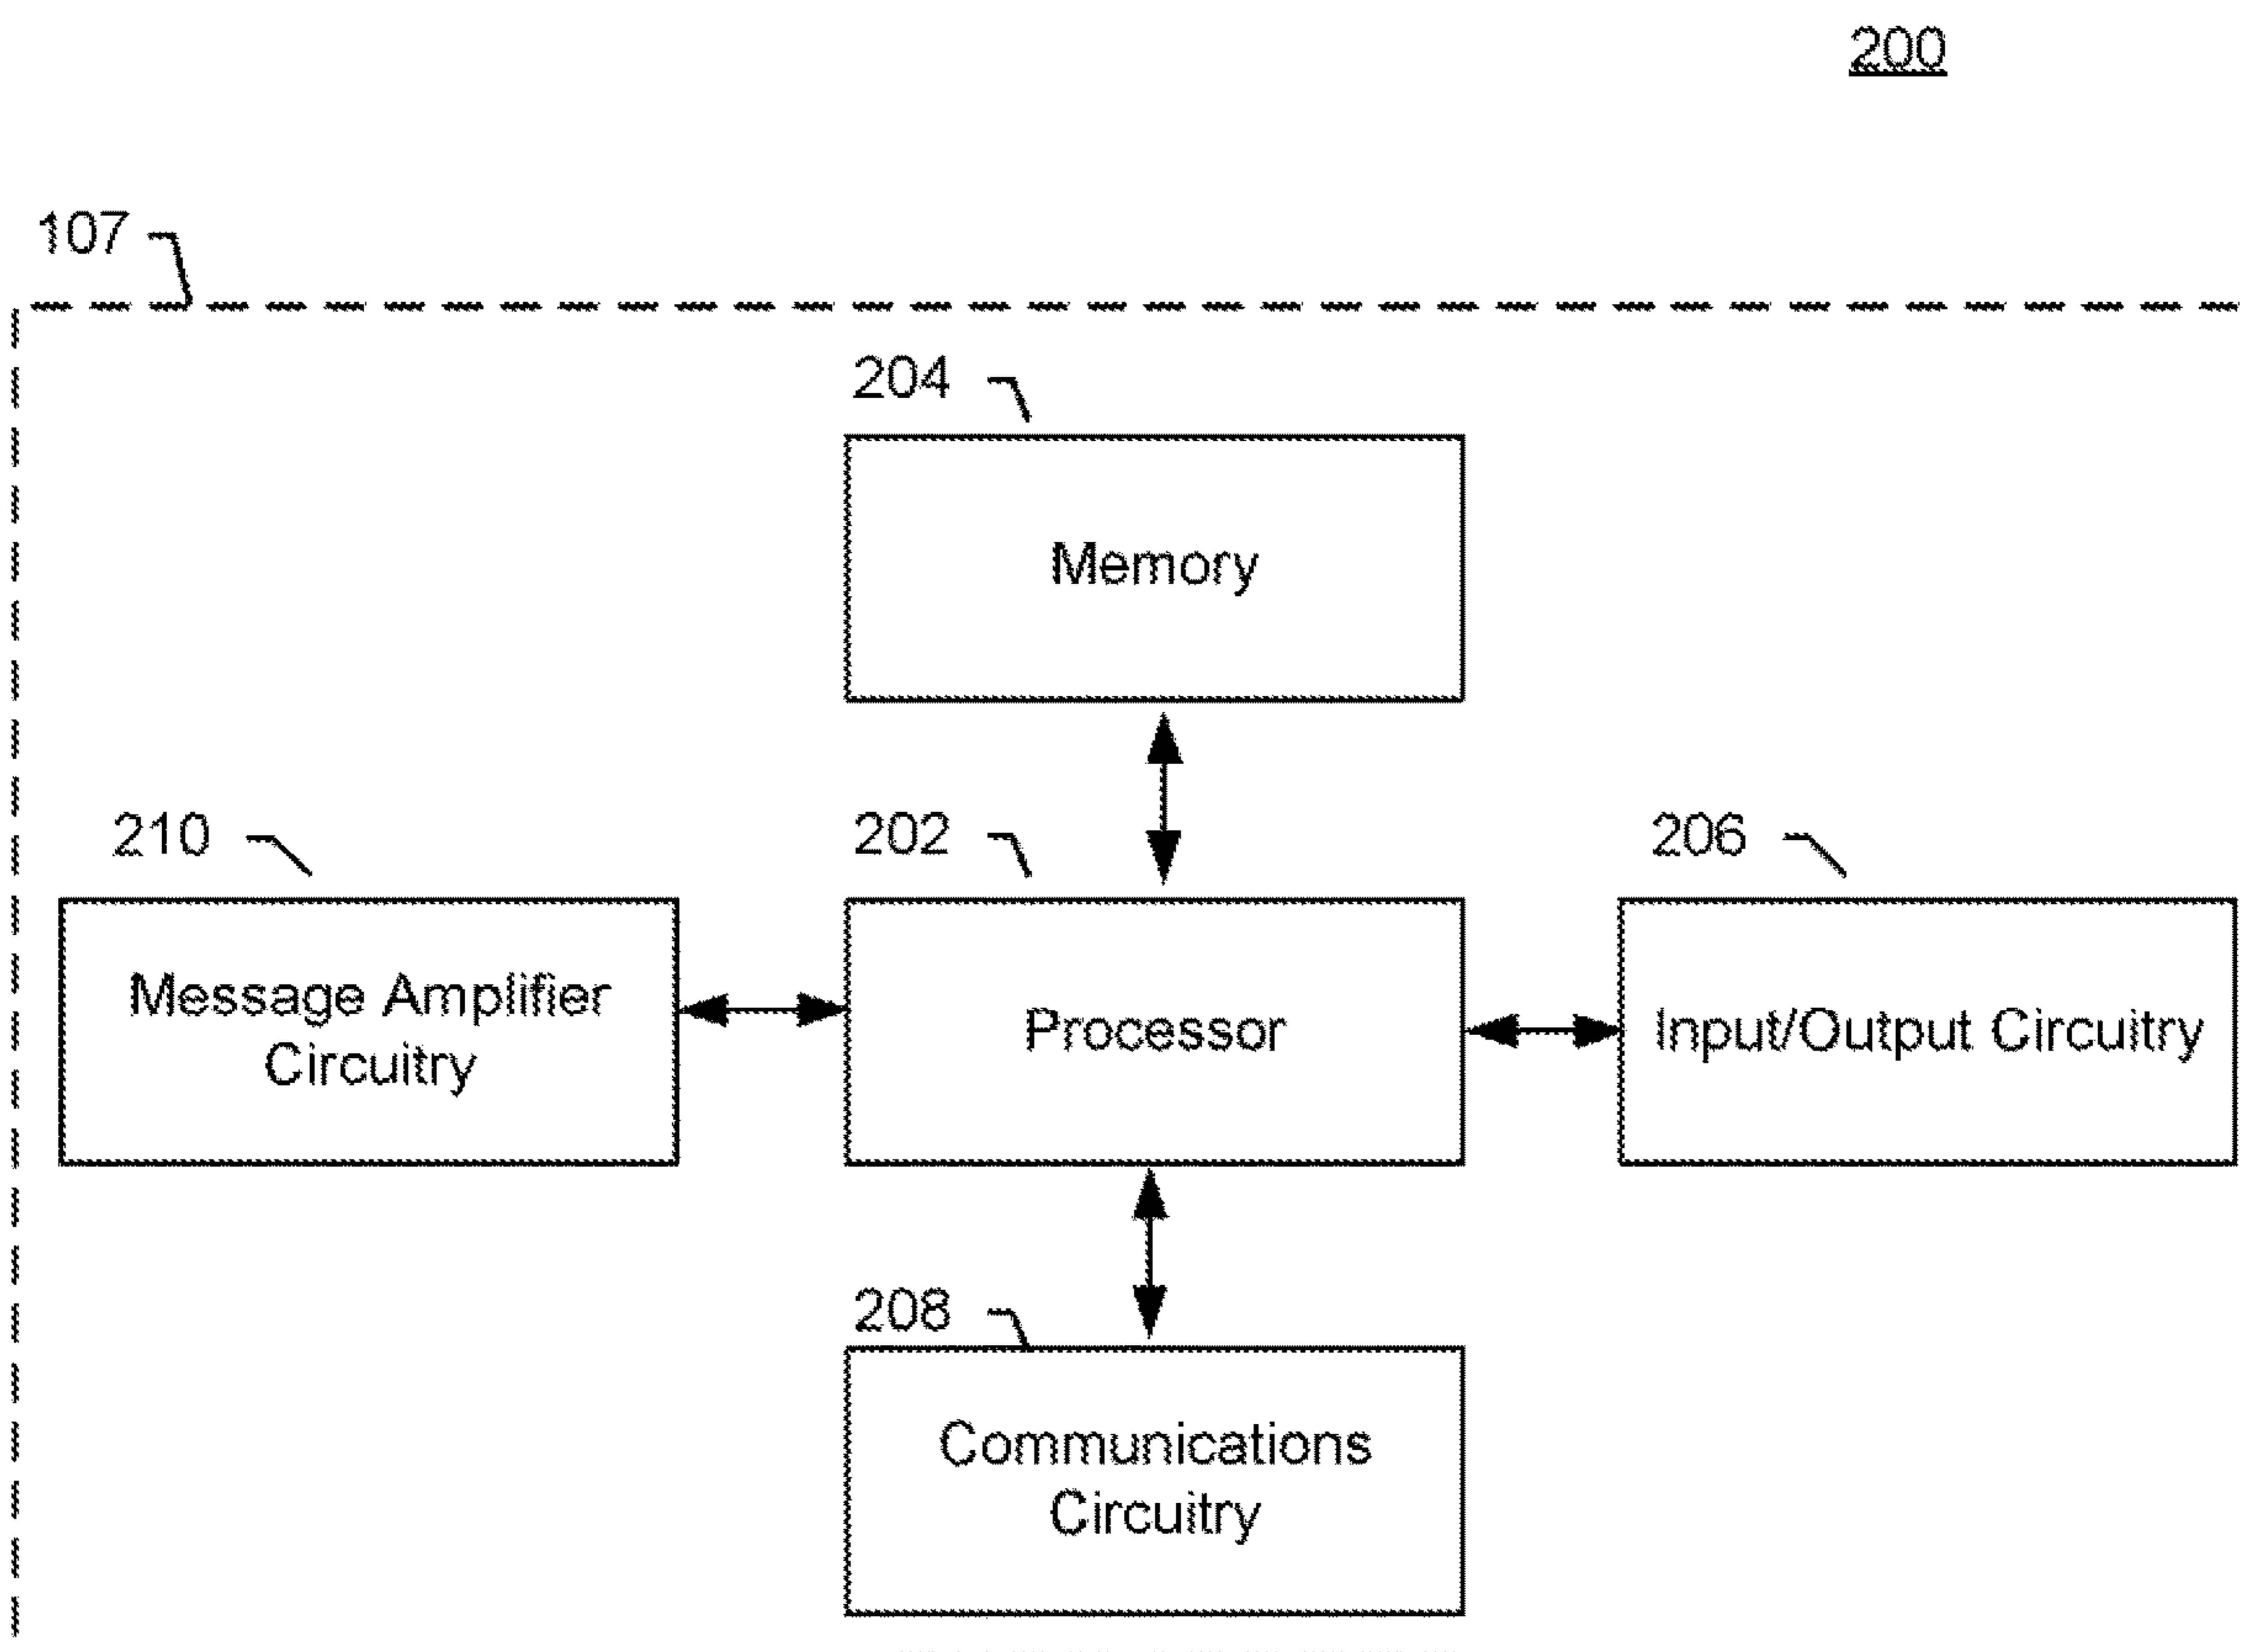 200
107
204
Memory
210
202
206
Message Amplifier
Circuitry
Processor
Input/Output Circuitry
208
Communications
Circuitry